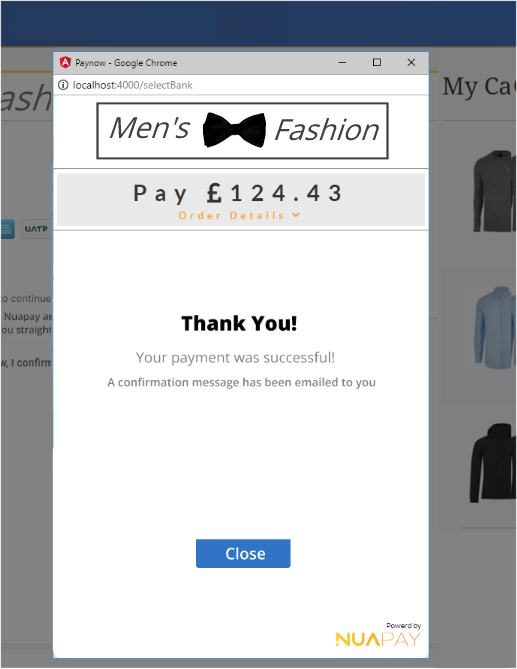 Paynow - Google Chrome
localhost:4000/selectBank
Men's Fashion
Pay £124.43
Order Details
Thank You!
Your payment was successful!
A confirmation message has been emailed to you
Close
Powerd by
NUAPAY
My Ca
UATP
to continue
Nuapay
ou straight
w, I confirm